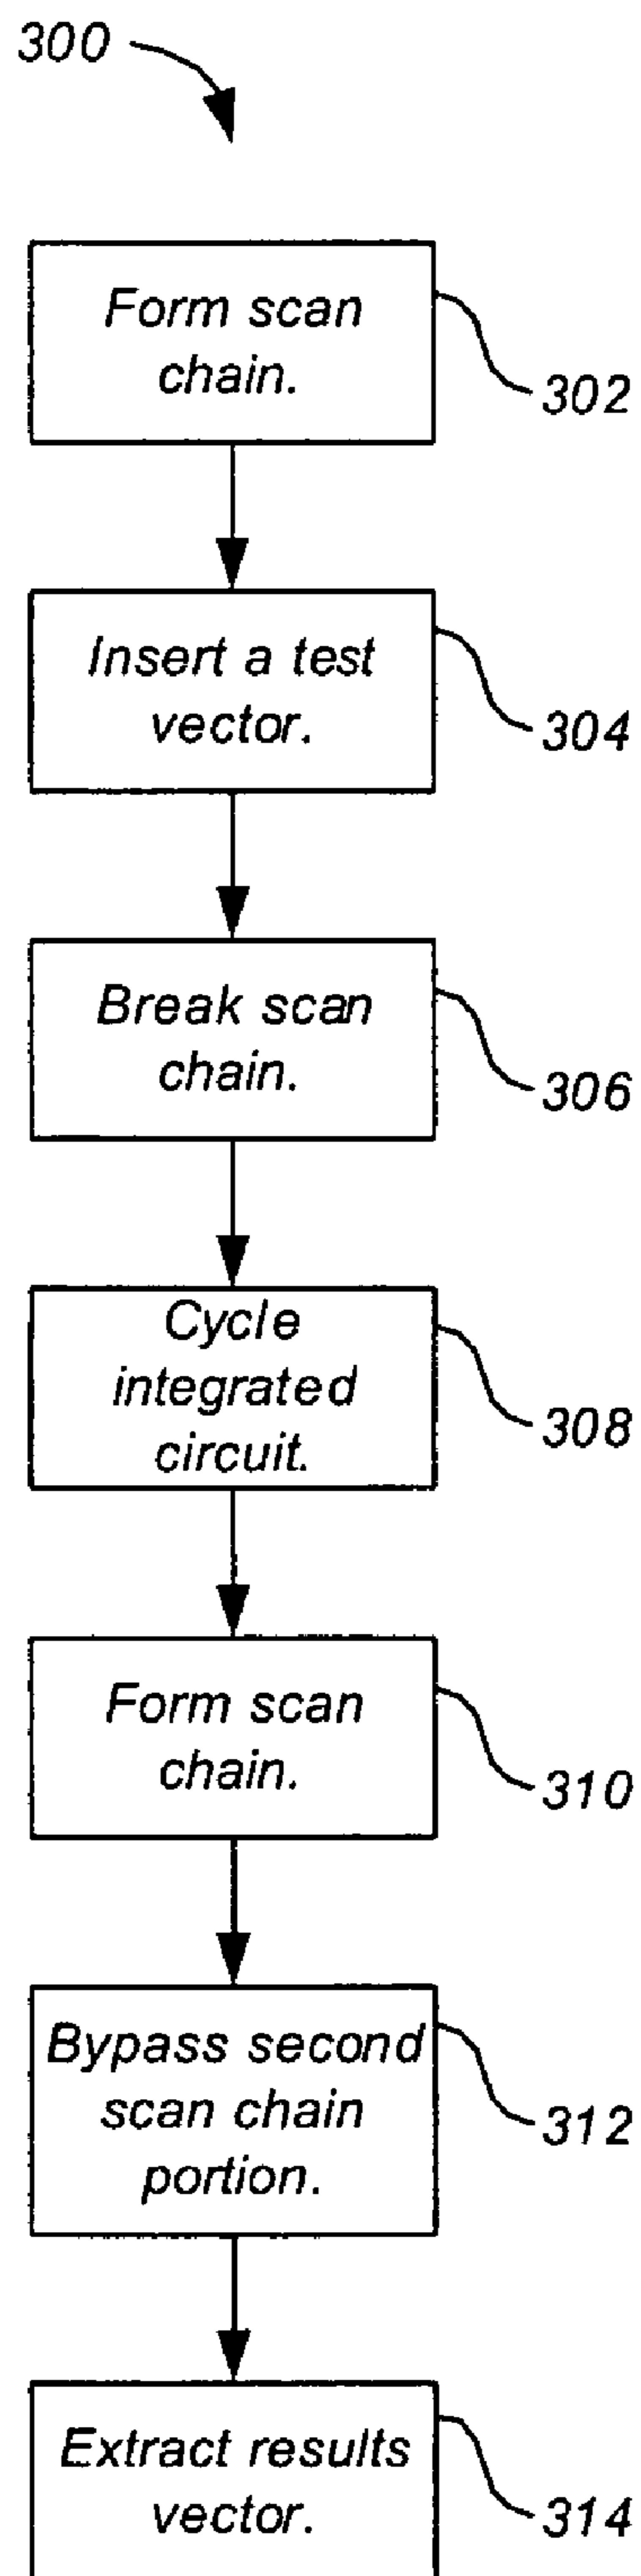 300
Form scan
chain.
302
Insert a test
vector.
304
Break scan
chain.
306
Cycle
integrated
circuit.
308
Form scan
chain.
310
Bypass second
scan chain
portion.
312
Extract results
vector.
314